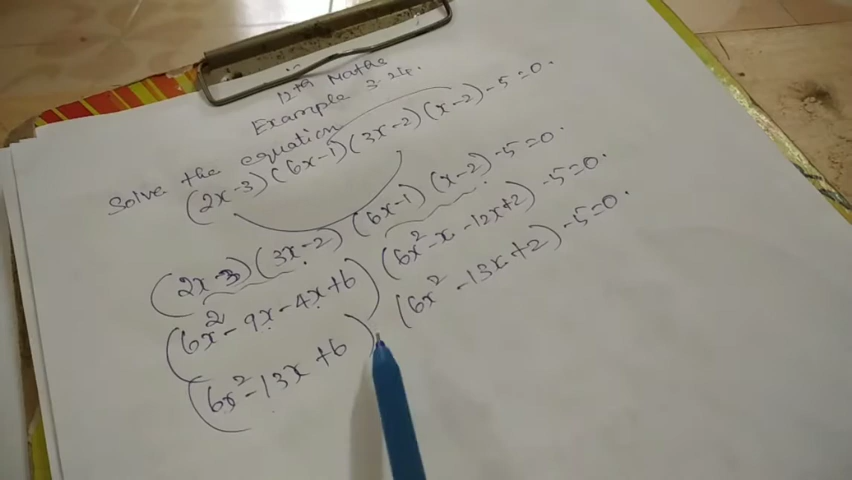 12th Maths
Example 3.24.
Solve the equation
(2x-3)(6x-1)(3x-2)(x-2)-5=0.
(2x-3)(3x-2)(6x-1)(x-2)-5=0.
(6x²-9x-4x+6)(6x²-x-12x+2)-5=0.
(6x²-13x+6)(6x²-13x+2)-5=0.